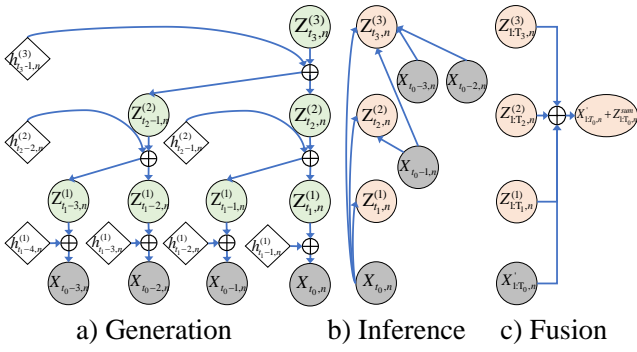 Z^{(3)}_{t_3,n}
h^{(3)}_{t_3-1,n}
Z^{(2)}_{t_2-1,n}
Z^{(2)}_{t_2,n}
h^{(2)}_{t_2-2,n}
h^{(2)}_{t_2-1,n}
Z^{(1)}_{t_1-3,n}
Z^{(1)}_{t_1-2,n}
Z^{(1)}_{t_1-1,n}
Z^{(1)}_{t_1,n}
h^{(1)}_{t_1-4,n}
h^{(1)}_{t_1-3,n}
h^{(1)}_{t_1-2,n}
h^{(1)}_{t_1-1,n}
X_{t_0-3,n}
X_{t_0-2,n}
X_{t_0-1,n}
X_{t_0,n}
a) Generation
Z^{(3)}_{t_3,n}
X_{t_0-3,n}
X_{t_0-2,n}
Z^{(2)}_{t_2,n}
X_{t_0-1,n}
Z^{(1)}_{t_1,n}
X_{t_0,n}
b) Inference
Z^{(3)}_{1:T_3,n}
Z^{(2)}_{1:T_2,n}
X^{'}_{1:T_0,n} + Z^{sum}_{1:T_0,n}
Z^{(1)}_{1:T_1,n}
X^{'}_{1:T_0,n}
c) Fusion